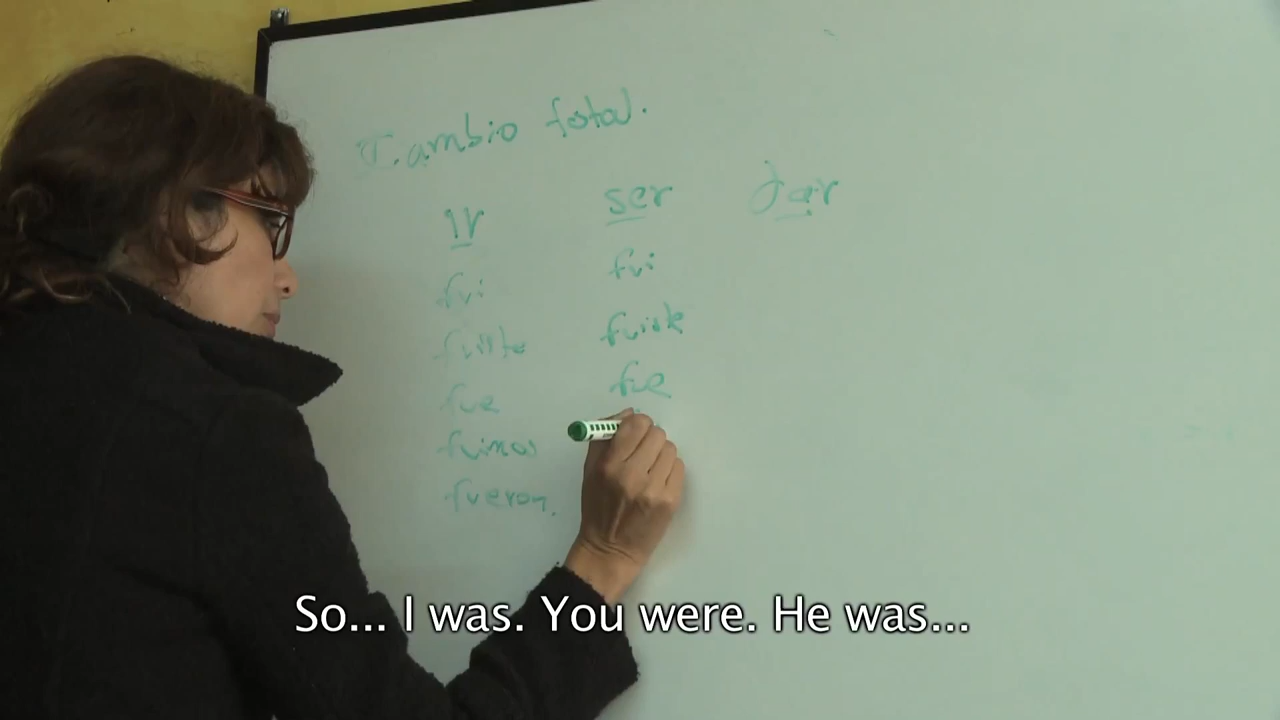 Cambio total.
ir ser dar
fui fui
fuiste fuiste
fue fue
fuimos
fueron.
So... I was. You were. He was...